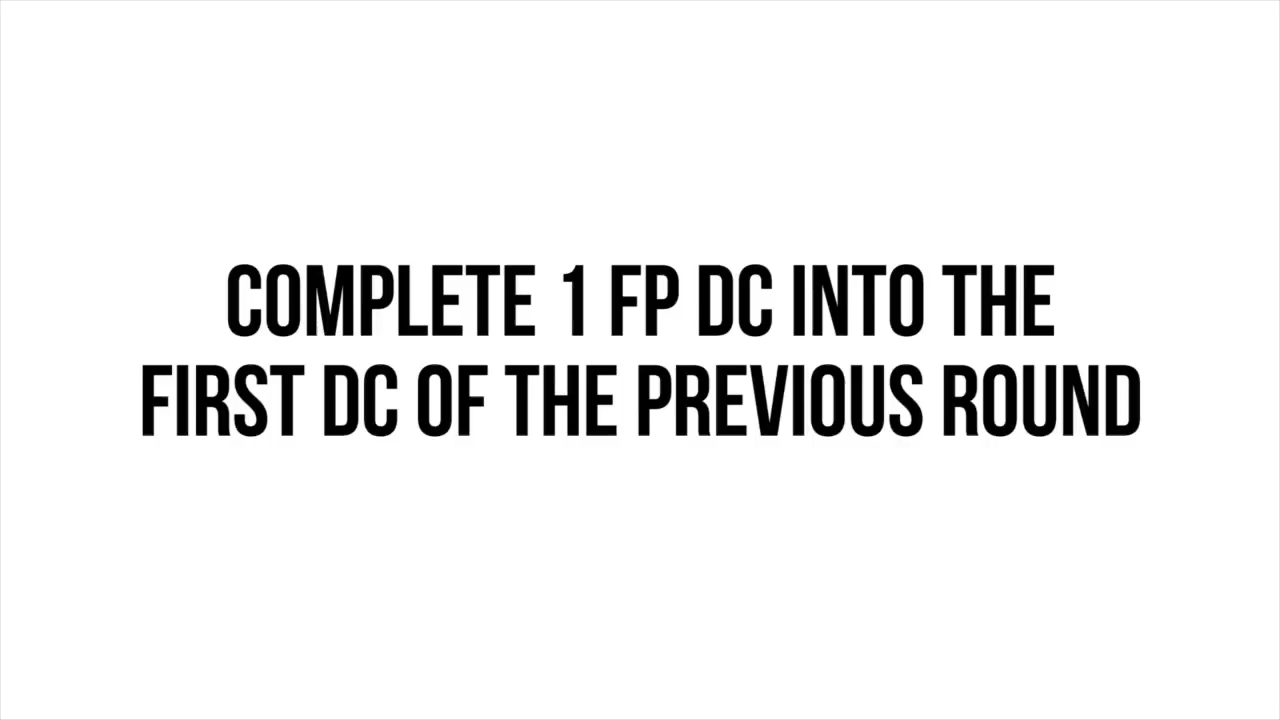 COMPLETE 1 FP DC INTO THE
FIRST DC OF THE PREVIOUS ROUND